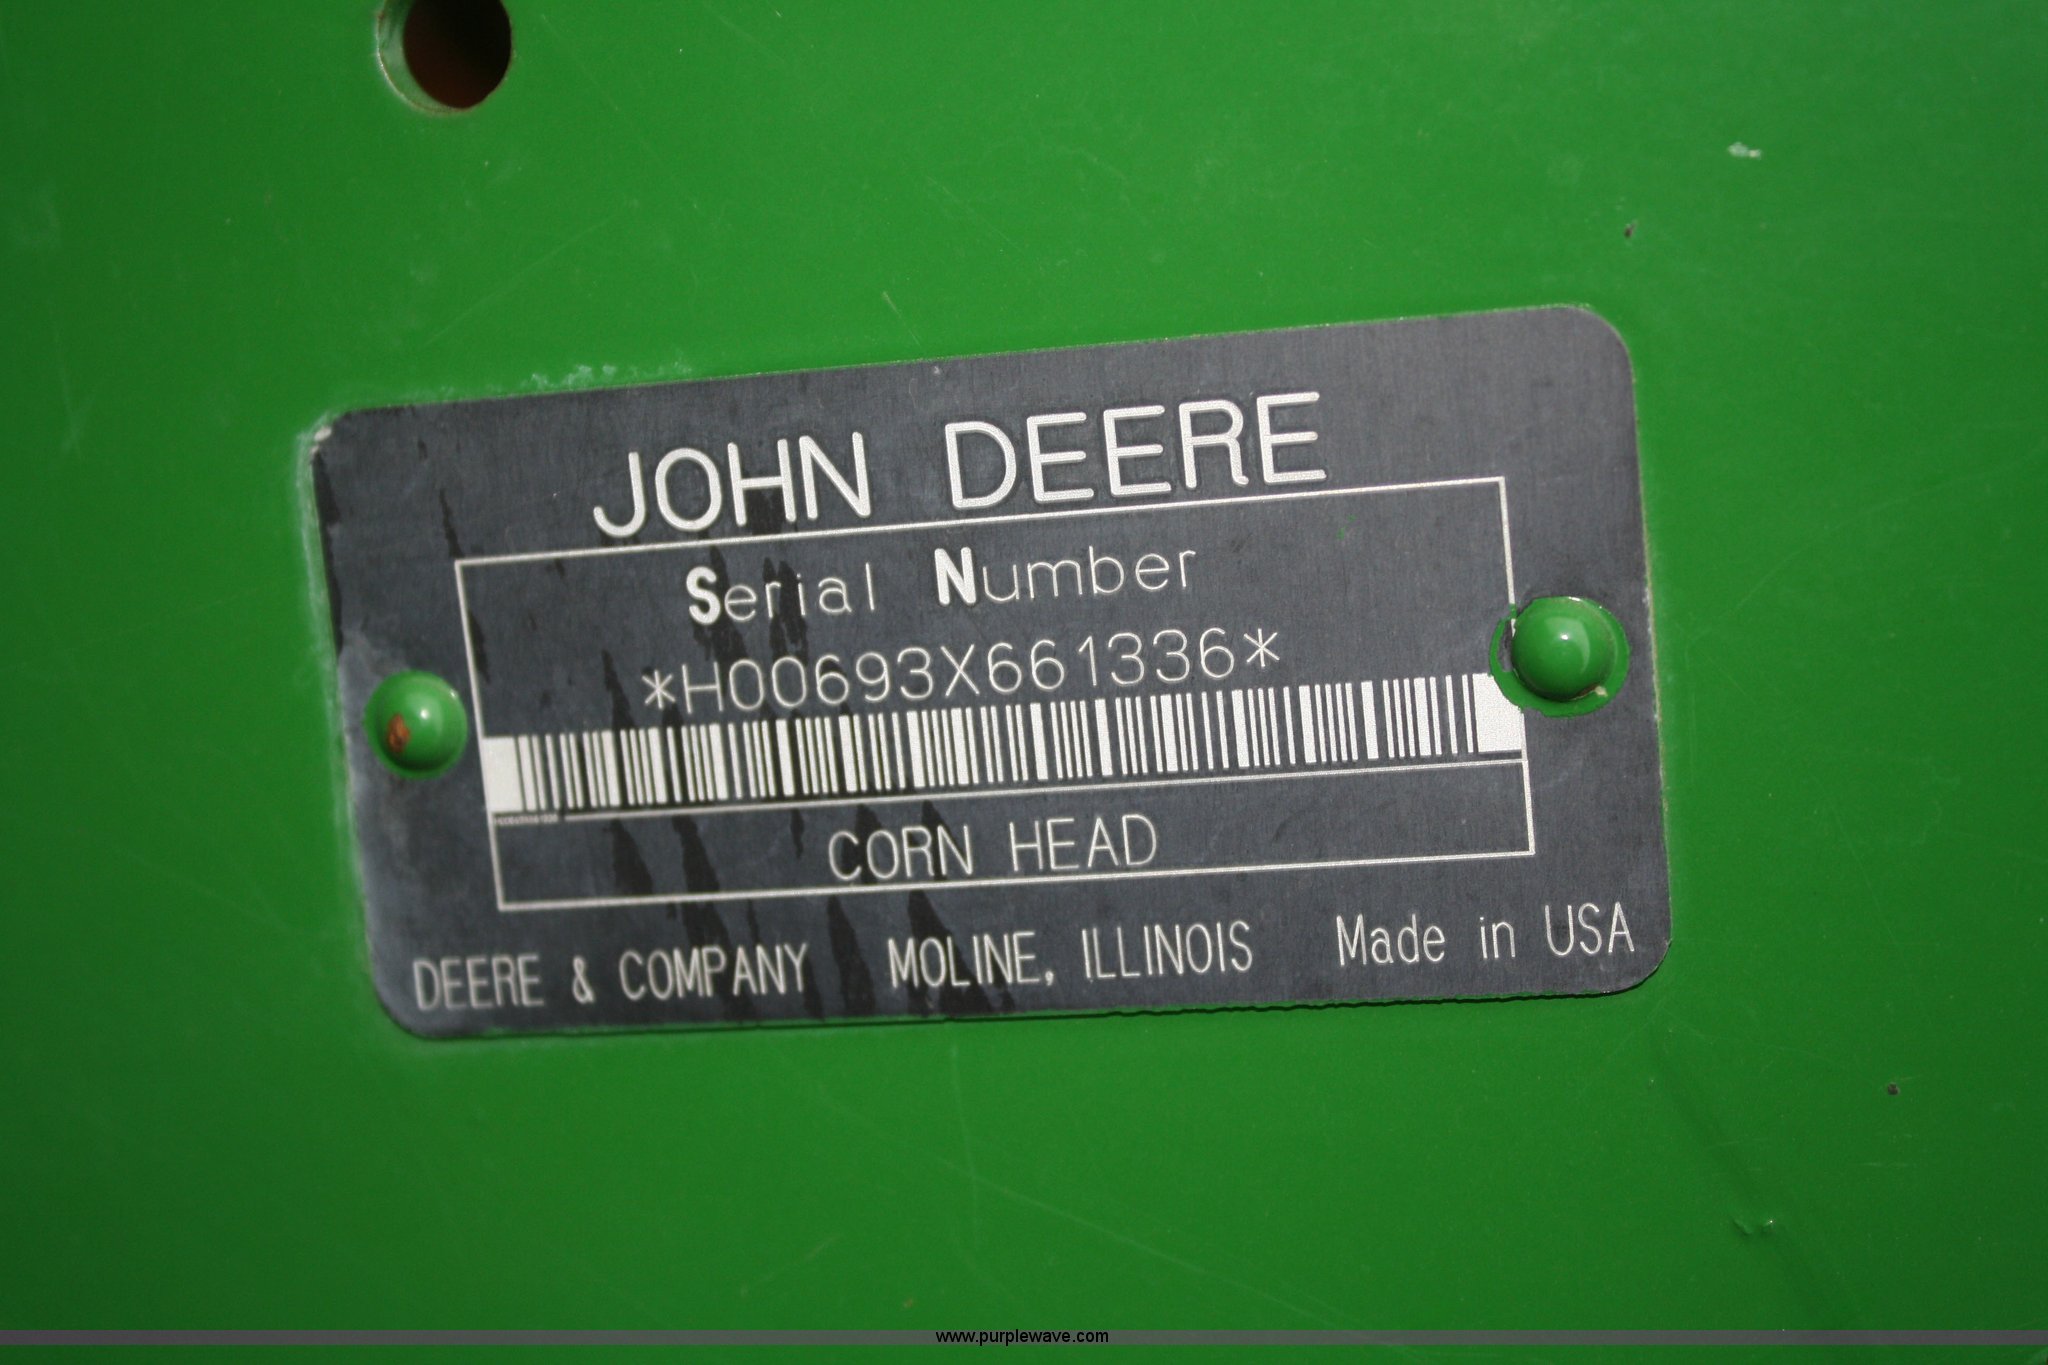 JOHN DEERE
Serial Number
*H00693X661336*
CORN HEAD
DEERE & COMPANY MOLINE, ILLINOIS Made in USA
www.purplewave.com